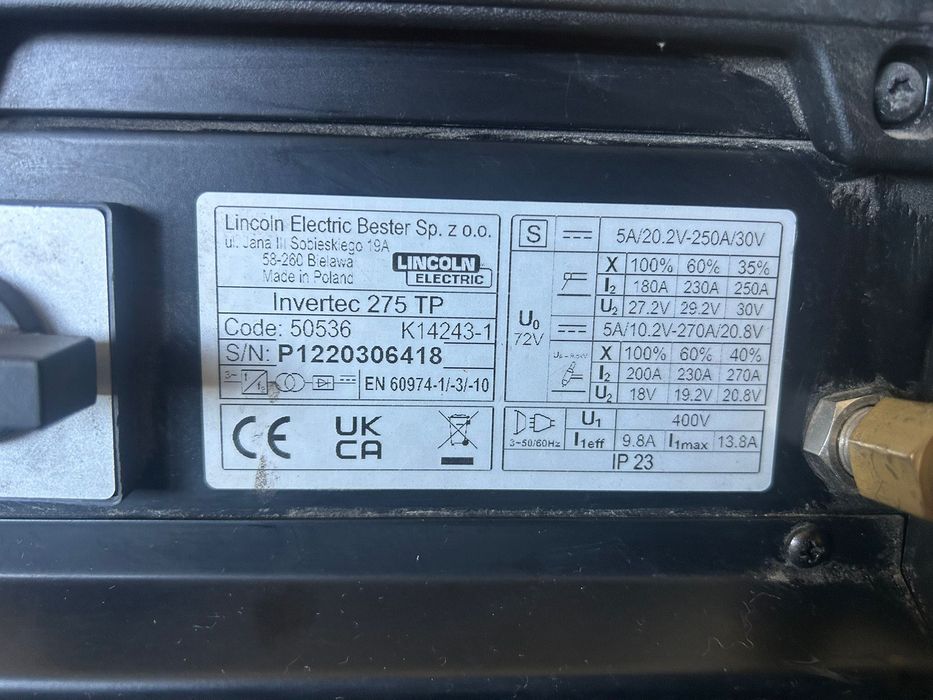 Lincoln Electric Bester Sp. z o.o.
ul. Jana III Sobieskiego 19A
58-260 Bielawa
Made in Poland
LINCOLN
ELECTRIC
Invertec 275 TP
Code: 50536 K14243-1
S/N: P1220306418
EN 60974-1/-3/-10
CE
UK
CA
S 5A/20.2V-250A/30V
X 100% 60% 35%
I2 180A 230A 250A
U2 27.2V 29.2V 30V
U0
72V
5A/10.2V-270A/20.8V
X 100% 60% 40%
I2 200A 230A 270A
U2 18V 19.2V 20.8V
3~50/60Hz
U1 400V
I1eff 9.8A I1max 13.8A
IP 23